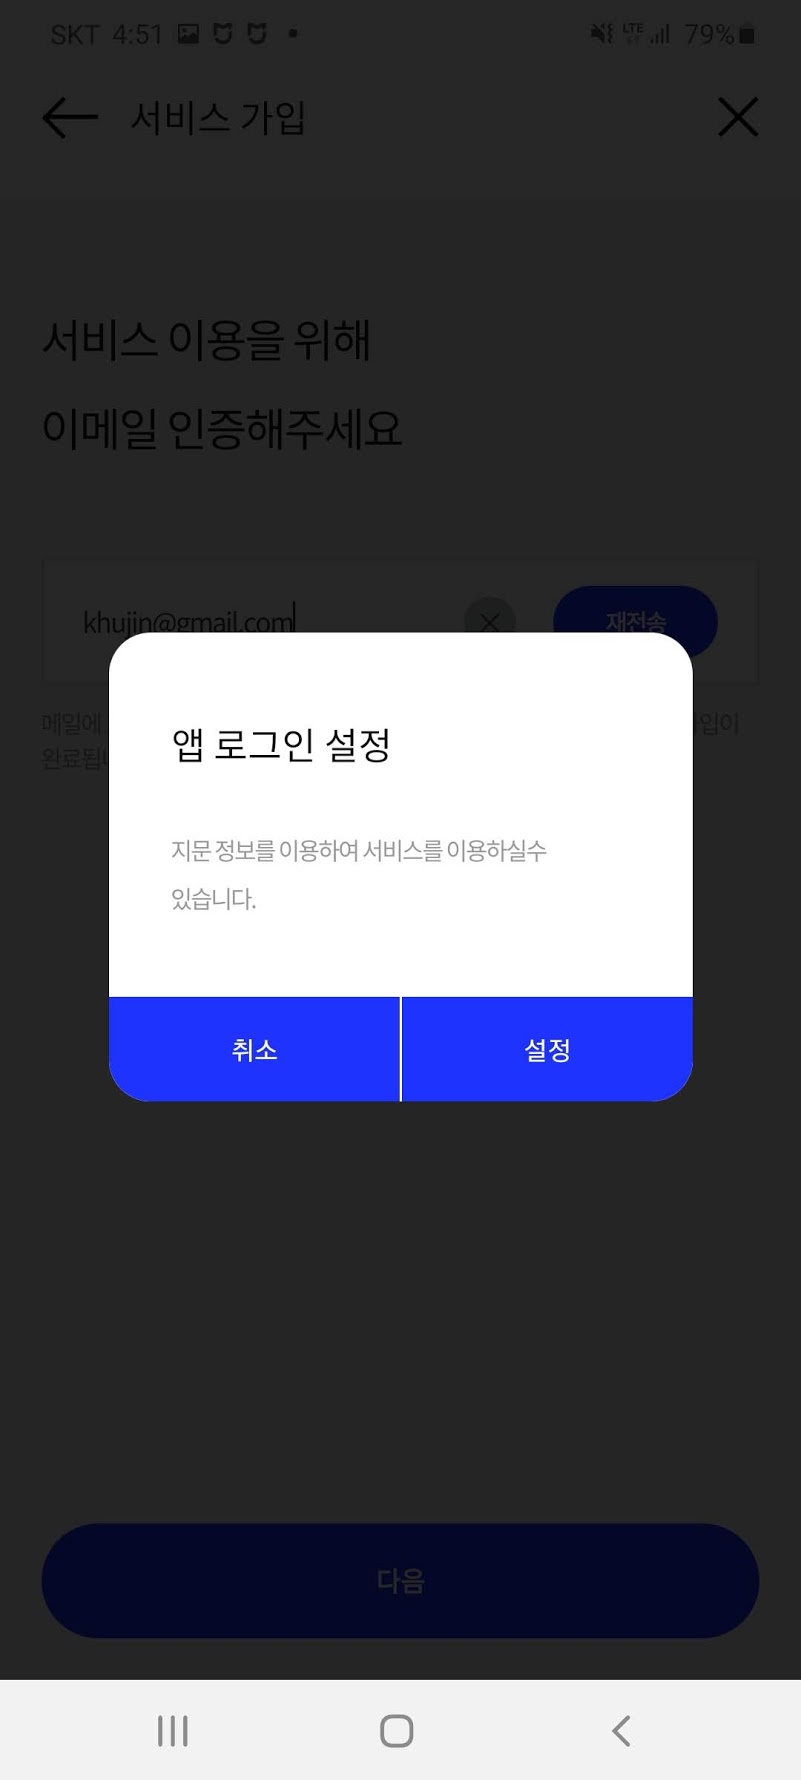 SKT 4:51
LTE 79%
서비스 가입
서비스 이용을 위해
이메일 인증해주세요
khujin@gmail.com
재전송
메일에
가입이
완료됩니
앱 로그인 설정
지문 정보를 이용하여 서비스를 이용하실수
있습니다.
취소
설정
다음